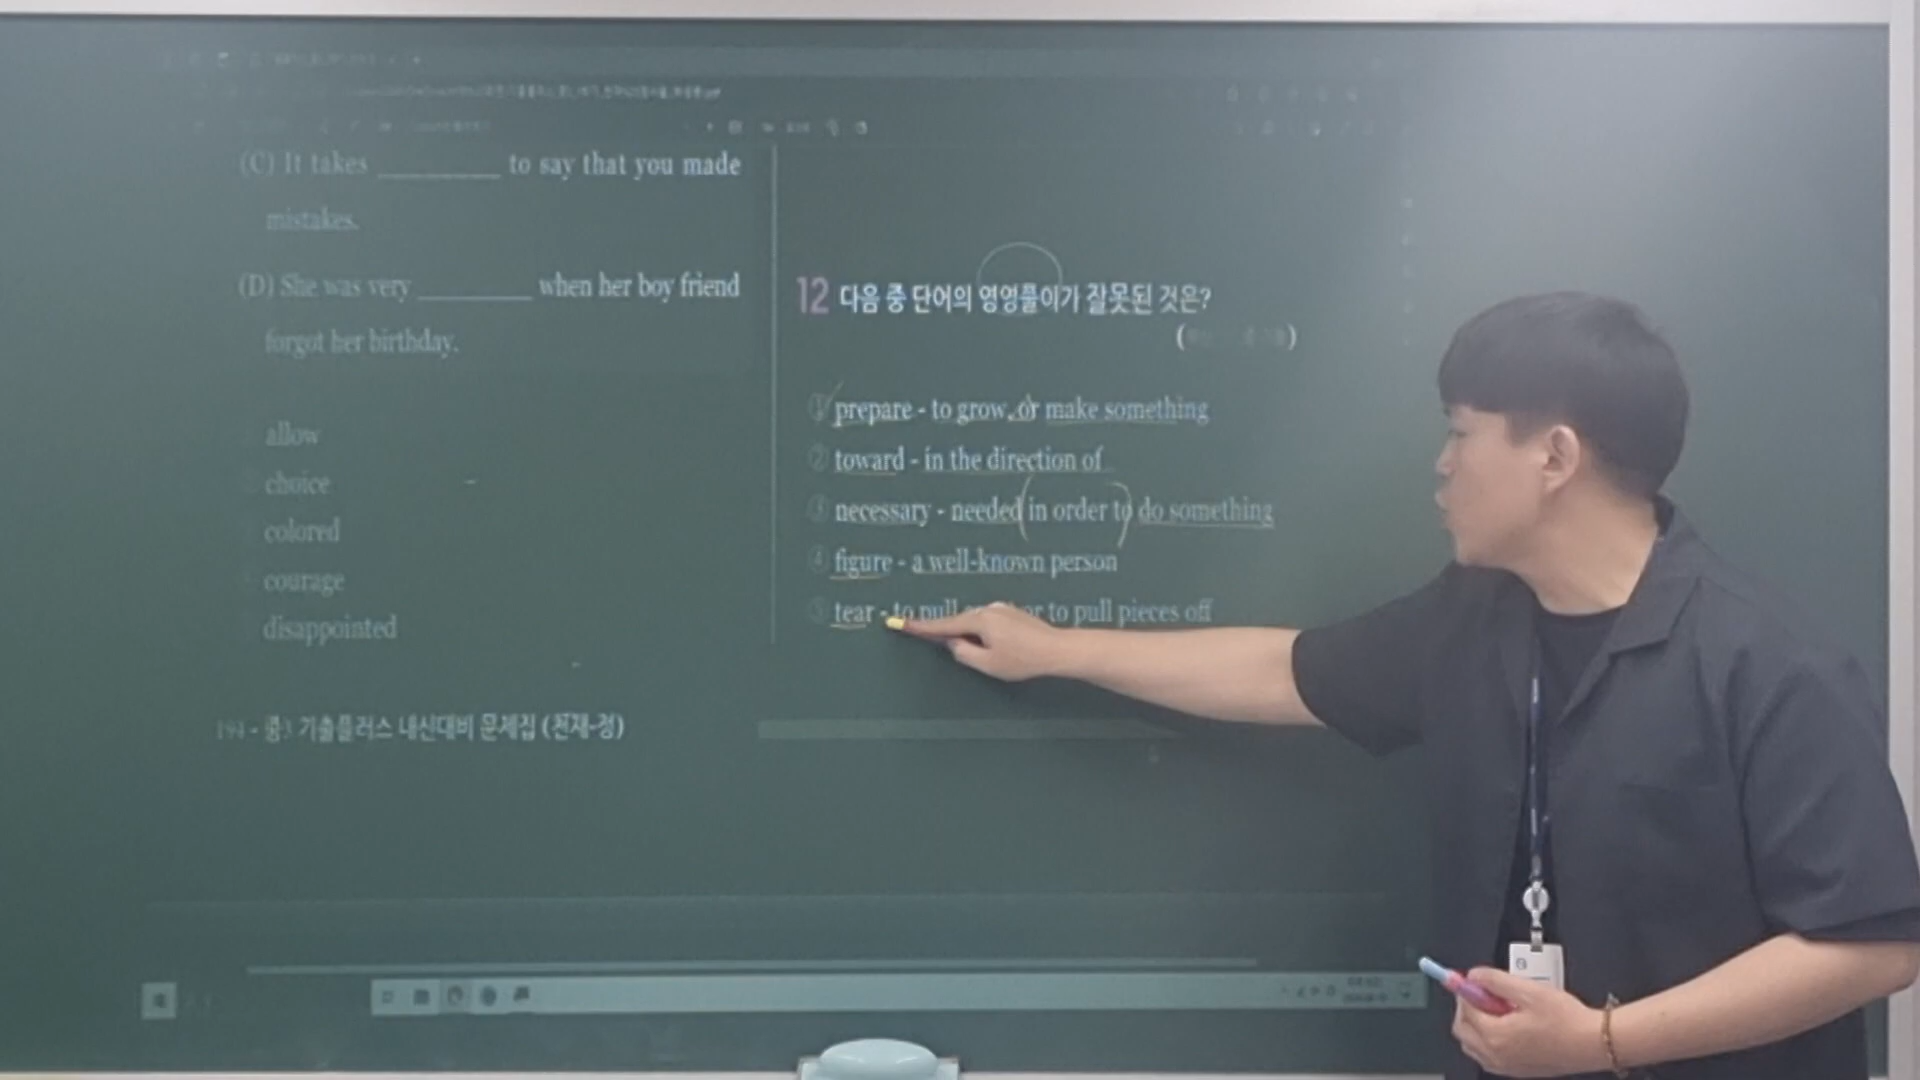 (C) It takes __________ to say that you made
mistakes.
(D) She was very __________ when her boy friend
forgot her birthday.
allow
choice
colored
courage
disappointed
194 - 중3 기출플러스 내신대비 문제집 (천재-정)
12 다음 중 단어의 영영풀이가 잘못된 것은?
( )
① prepare - to grow, or make something
② toward - in the direction of
③ necessary - needed in order to do something
④ figure - a well-known person
⑤ tear - to pull or to pull pieces off